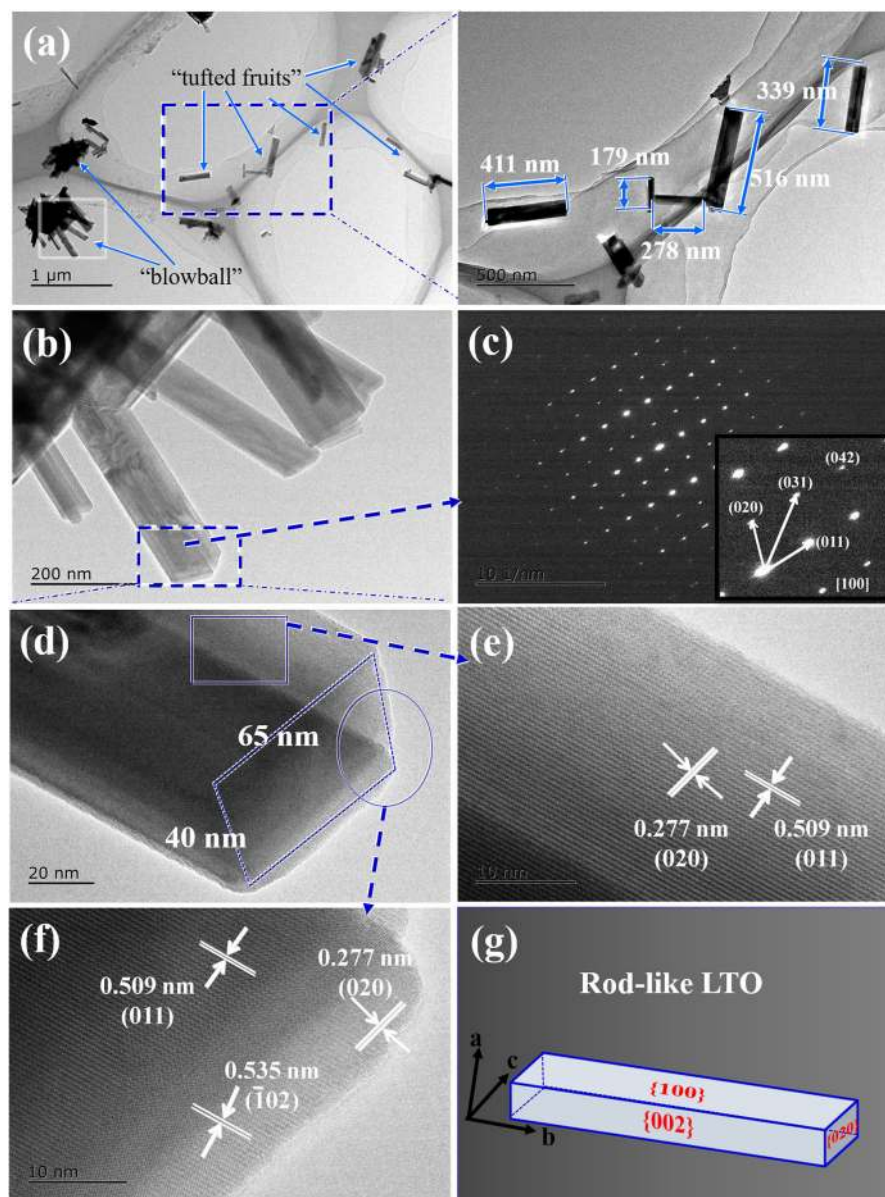 (a)
"tufted fruits"
"blowball"
1 μm
339 nm
411 nm
179 nm
516 nm
278 nm
500 nm
(b)
200 nm
(c)
(042)
(031)
(020)
(011)
[100]
10 1/nm
(d)
65 nm
40 nm
20 nm
(e)
0.277 nm
(020)
0.509 nm
(011)
10 nm
(f)
0.509 nm
(011)
0.277 nm
(020)
0.535 nm
(1̅02)
10 nm
(g)
Rod-like LTO
a
c
b
{100}
{002}
{020}